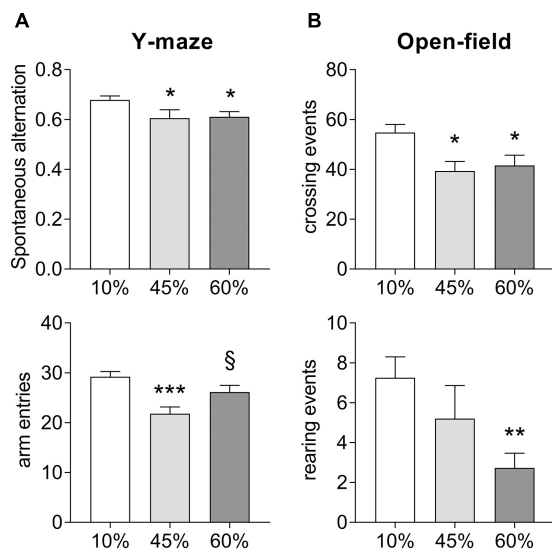 A
Y-maze
Spontaneous alternation
0.8
0.6
0.4
0.2
0.0
*
*
10% 45% 60%
arm entries
40
30
20
10
0
***
§
10% 45% 60%
B
Open-field
crossing events
80
60
40
20
0
*
*
10% 45% 60%
rearing events
10
8
6
4
2
0
**
10% 45% 60%